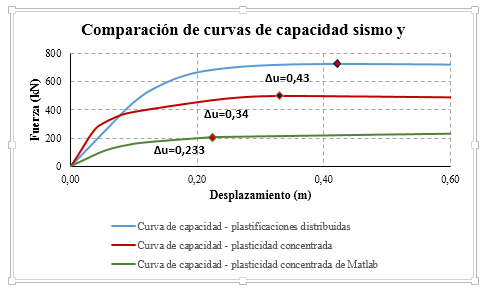 Comparación de curvas de capacidad sismo y
Fuerza (kN)
800
600
400
200
0
Δu=0,43
Δu=0,34
Δu=0,233
0,00 0,20 0,40 0,60
Desplazamiento (m)
Curva de capacidad - plastificaciones distribuidas
Curva de capacidad - plasticidad concentrada
Curva de capacidad - plasticidad concentrada de Matlab